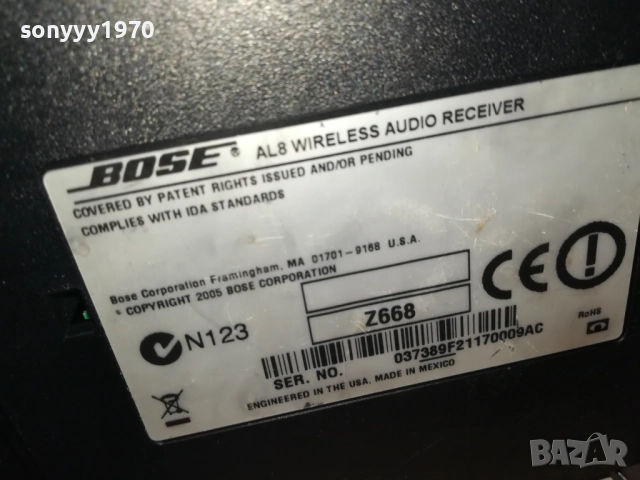 sonyyy1970
BOSE® AL8 WIRELESS AUDIO RECEIVER
COVERED BY PATENT RIGHTS ISSUED AND/OR PENDING
COMPLIES WITH IDA STANDARDS
Bose Corporation Framingham, MA 01701-9168 U.S.A.
© COPYRIGHT 2005 BOSE CORPORATION
N123
Z668
CE
RoHS
SER. NO. 037389F21170009AC
ENGINEERED IN THE USA. MADE IN MEXICO
BAZAR